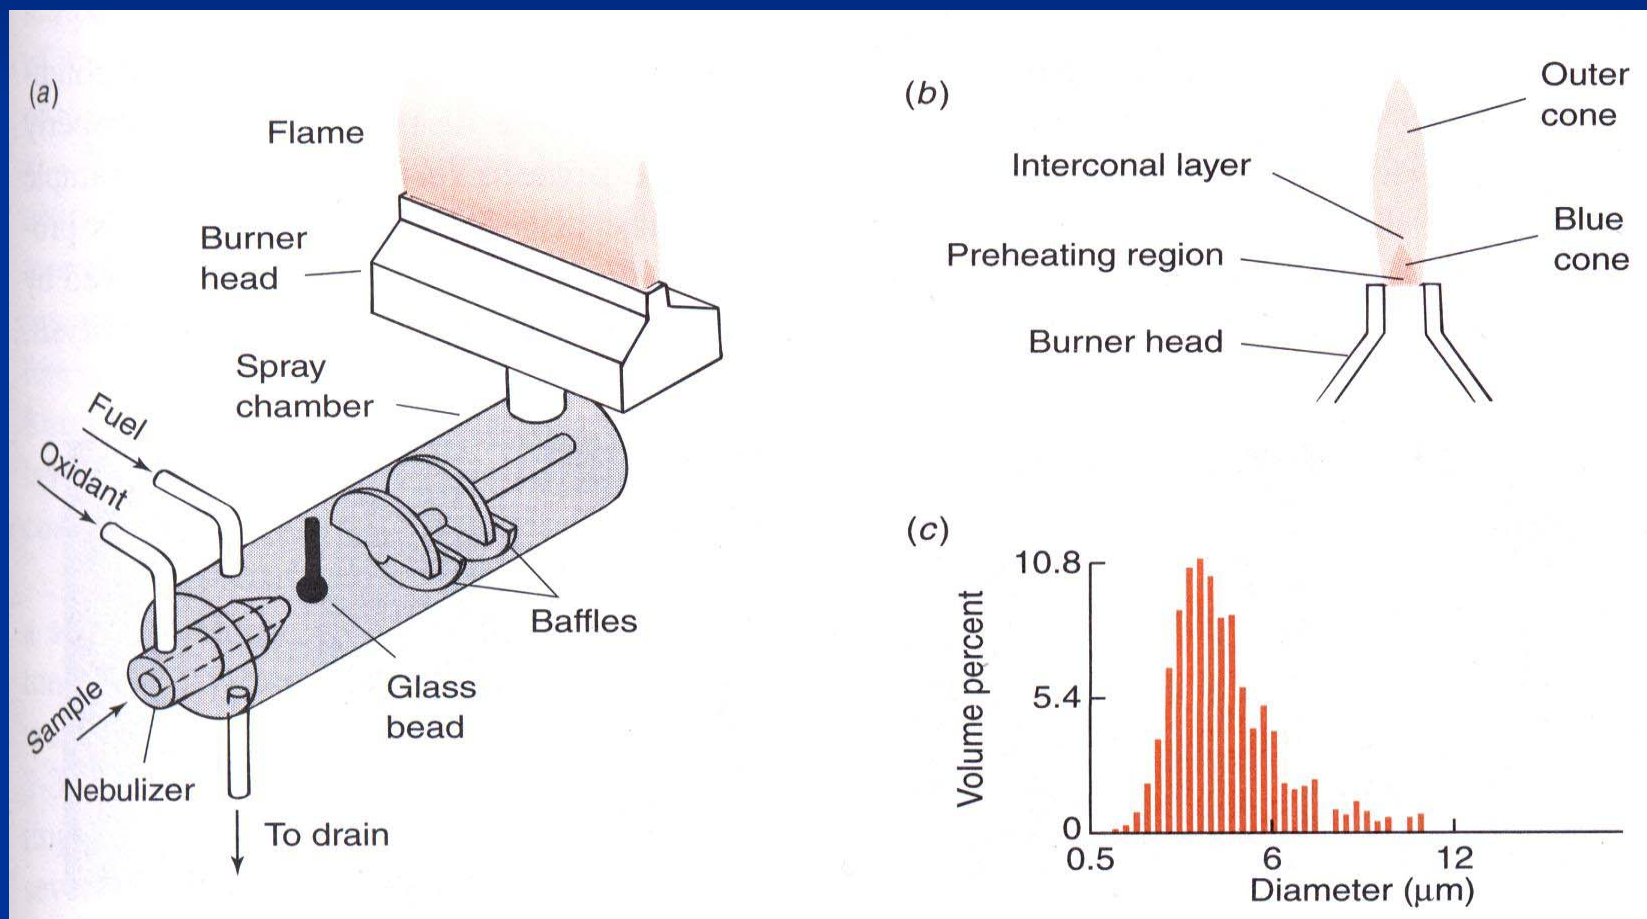 (a)
Flame
Burner
head
Spray
chamber
Fuel
Oxidant
Sample
Nebulizer
To drain
Glass
bead
Baffles
(b)
Outer
cone
Interconal layer
Blue
cone
Preheating region
Burner head
(c)
Volume percent
10.8
5.4
0
0.5 6 12
Diameter (μm)